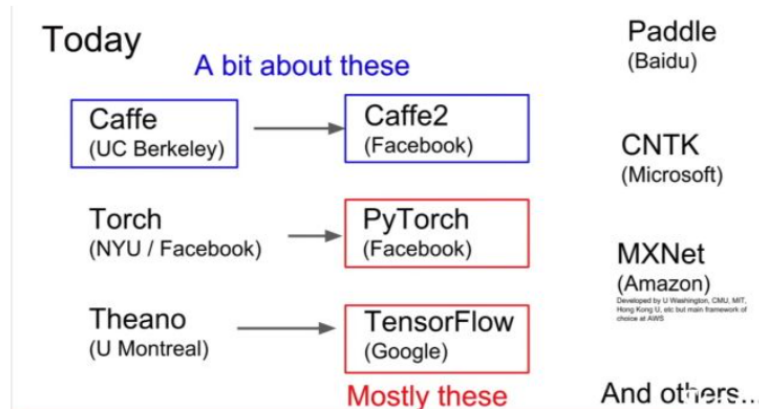 Today
A bit about these
Caffe
(UC Berkeley)
Caffe2
(Facebook)
Torch
(NYU / Facebook)
PyTorch
(Facebook)
Theano
(U Montreal)
TensorFlow
(Google)
Mostly these
Paddle
(Baidu)
CNTK
(Microsoft)
MXNet
(Amazon)
Developed by U Washington, CMU, MIT,
Hong Kong U, etc but main framework of
choice at AWS
And others...